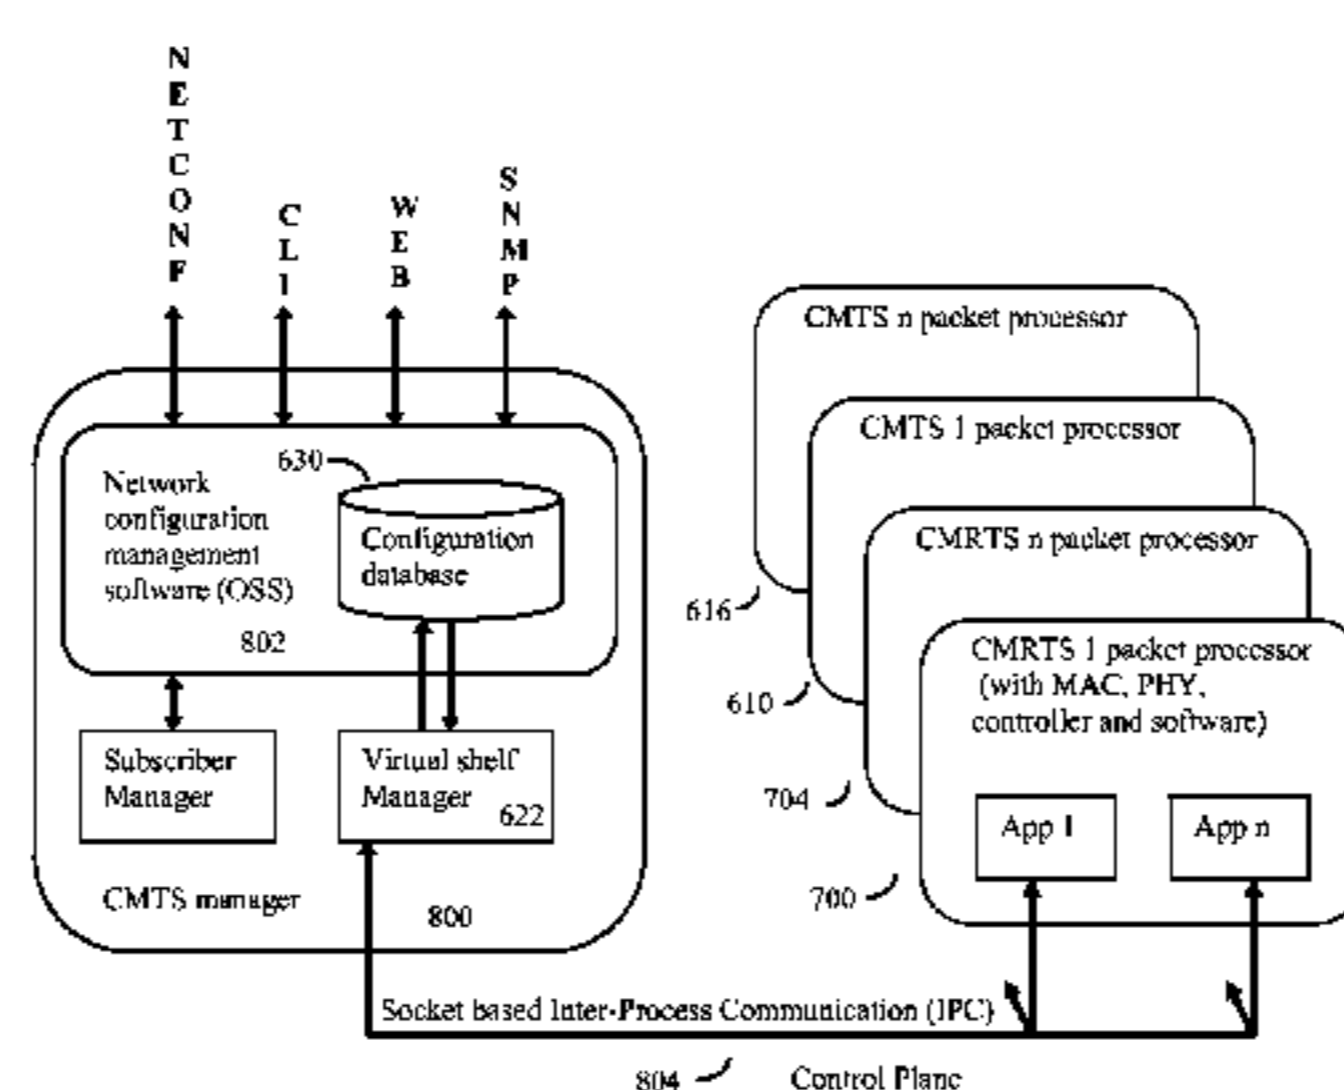 NETCONF
CLI
WEB
SNMP
630
Network
configuration
management
software (OSS)
802
Configuration
database
Subscriber
Manager
Virtual shelf
Manager
622
CMTS manager
800
CMTS n packet processor
616
CMTS 1 packet processor
610
CMRTS n packet processor
704
CMRTS 1 packet processor
(with MAC, PHY,
controller and software)
App 1
App n
700
Socket based Inter-Process Communication (IPC)
804
Control Plane